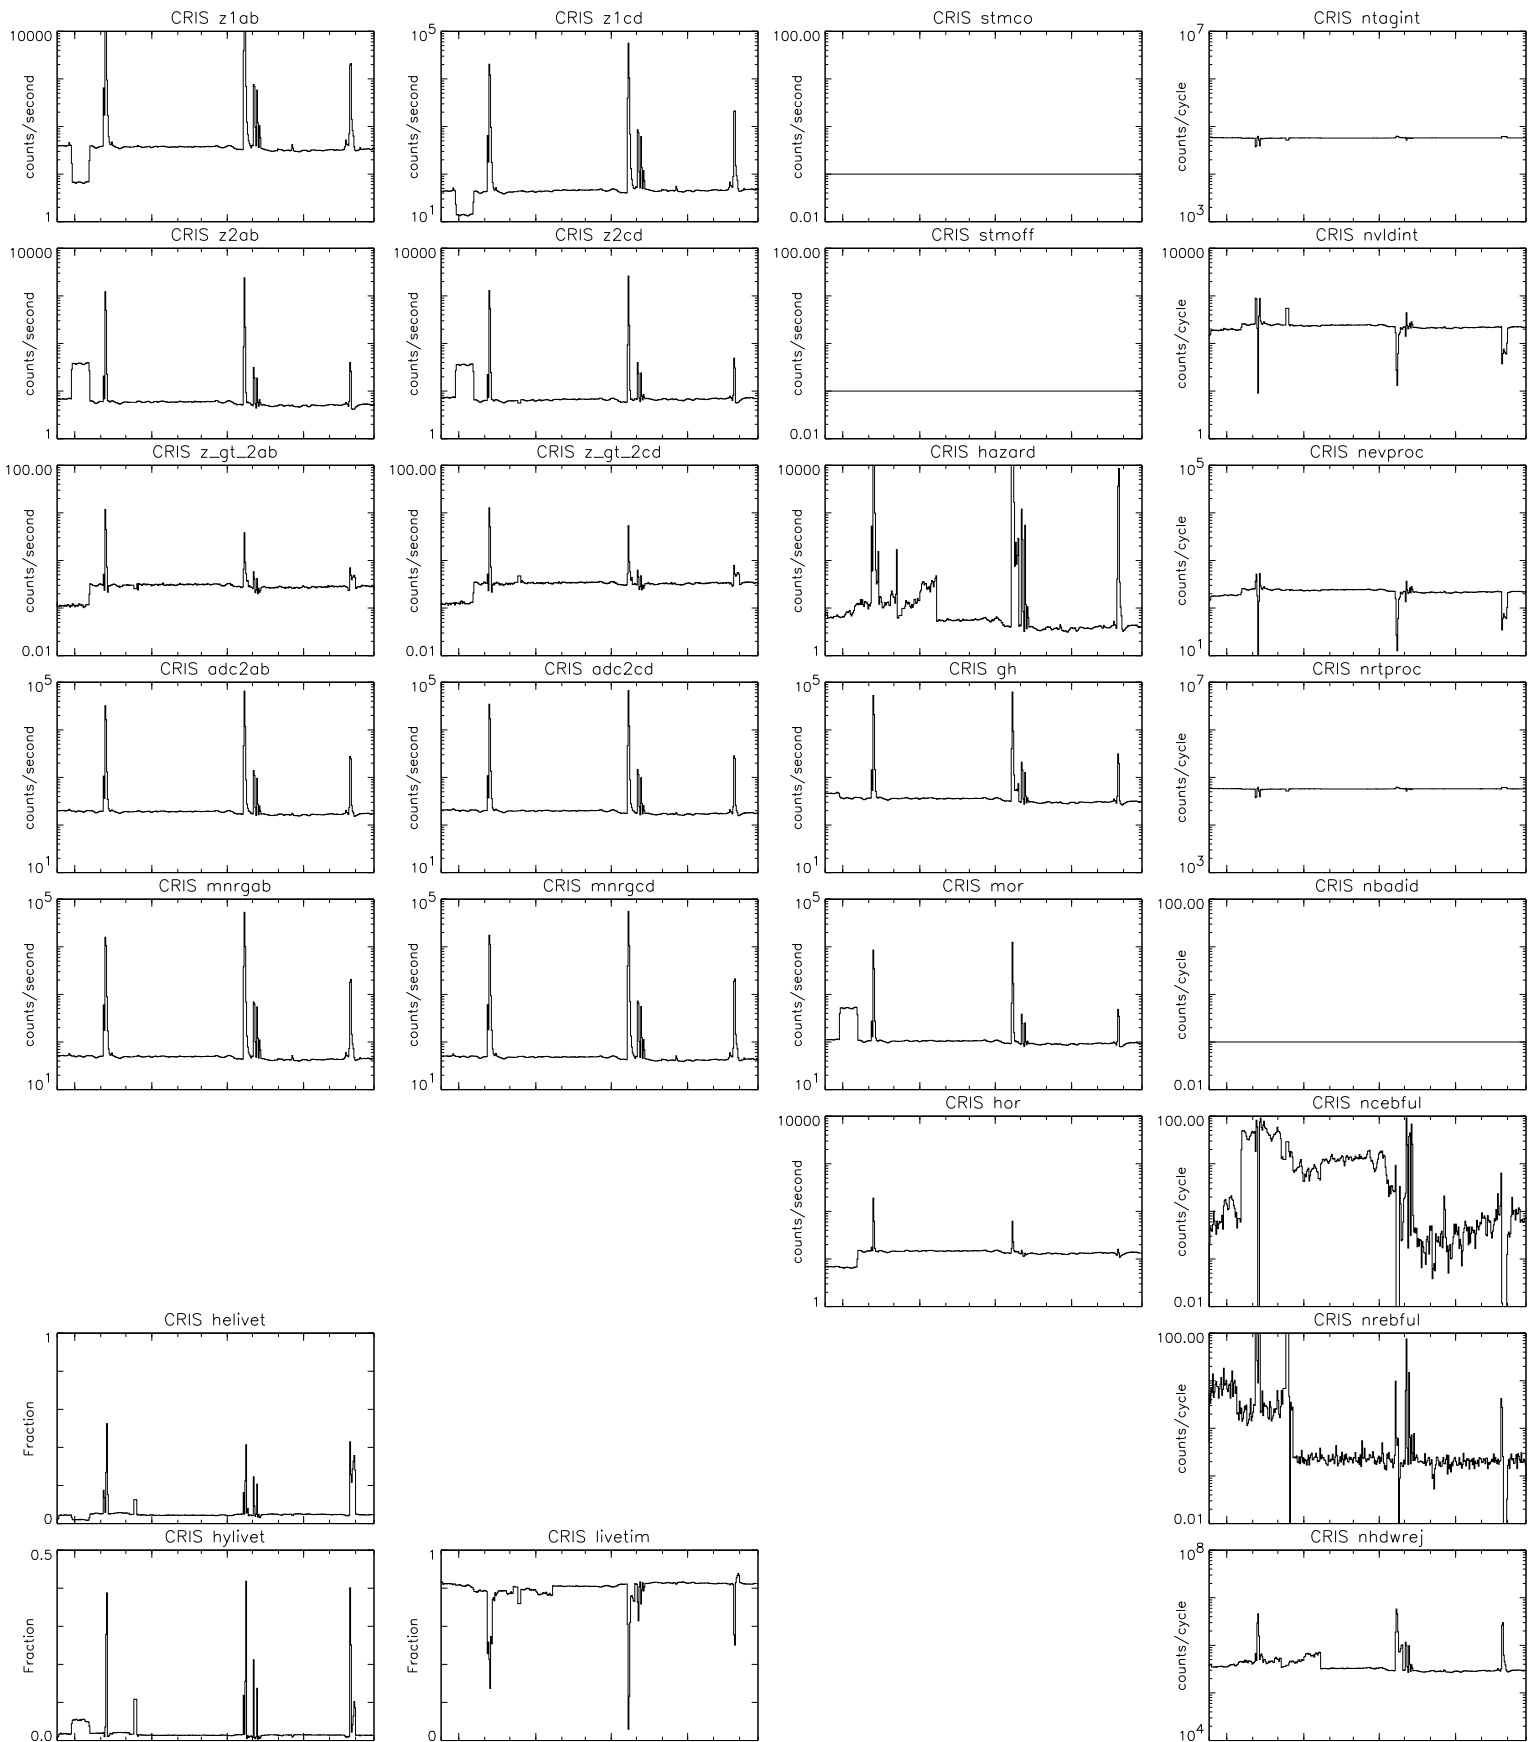 CRIS z1ab
CRIS z1cd
CRIS stmco
CRIS ntagint
10000
counts/second
1
10^5
counts/second
10^1
100.00
counts/second
0.01
10^7
counts/cycle
10^3
CRIS z2ab
CRIS z2cd
CRIS stmoff
CRIS nvldint
10000
counts/second
1
10000
counts/second
1
100.00
counts/second
0.01
10000
counts/cycle
1
CRIS z_gt_2ab
CRIS z_gt_2cd
CRIS hazard
CRIS nevproc
100.00
counts/second
0.01
100.00
counts/second
0.01
10000
counts/second
1
10^5
counts/cycle
10^1
CRIS adc2ab
CRIS adc2cd
CRIS gh
CRIS nrtproc
10^5
counts/second
10^1
10^5
counts/second
10^1
10^5
counts/second
10^1
10^7
counts/cycle
10^3
CRIS mnrgab
CRIS mnrgcd
CRIS mor
CRIS nbadid
10^5
counts/second
10^1
10^5
counts/second
10^1
10^5
counts/second
10^1
100.00
counts/cycle
0.01
CRIS hor
CRIS ncebful
10000
counts/second
1
100.00
counts/cycle
0.01
CRIS helivet
CRIS nrebful
1
Fraction
0
100.00
counts/cycle
0.01
CRIS hylivet
CRIS livetim
CRIS nhdwrej
0.5
Fraction
0.0
1
Fraction
0
10^8
counts/cycle
10^4